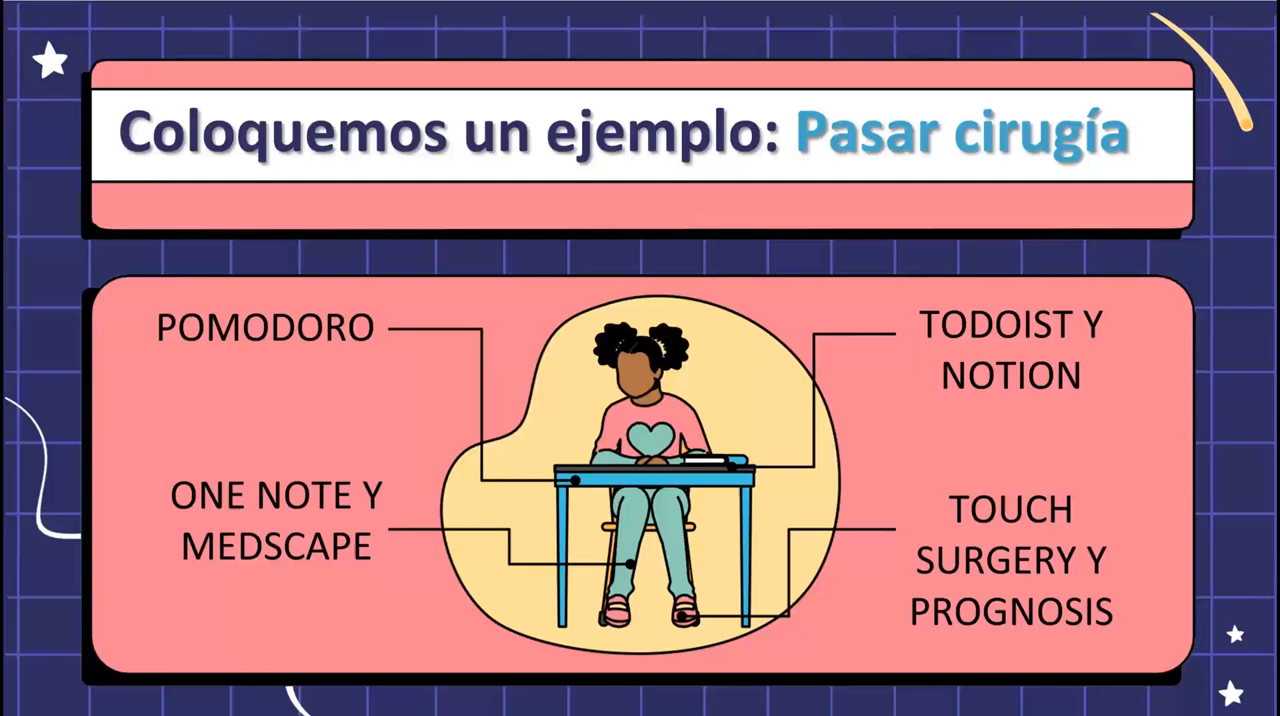 Coloquemos un ejemplo: Pasar cirugía
POMODORO
TODOIST Y
NOTION
ONE NOTE Y
MEDSCAPE
TOUCH
SURGERY Y
PROGNOSIS